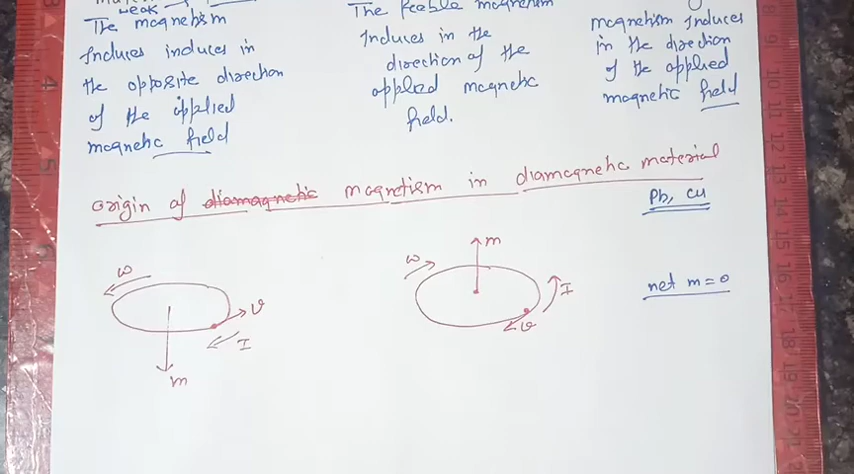 weak
The magnetism
Induces induces in
the opposite direction
of the applied
magnetic field
The feeble magnetism
Induces in the
direction of the
applied magnetic
field.
magnetism Induces
in the direction
of the applied
magnetic field
origin of diamagnetic magnetism in diamagnetic material
Pb, cu
ω
v
I
m
m
ω
I
v
net m = 0